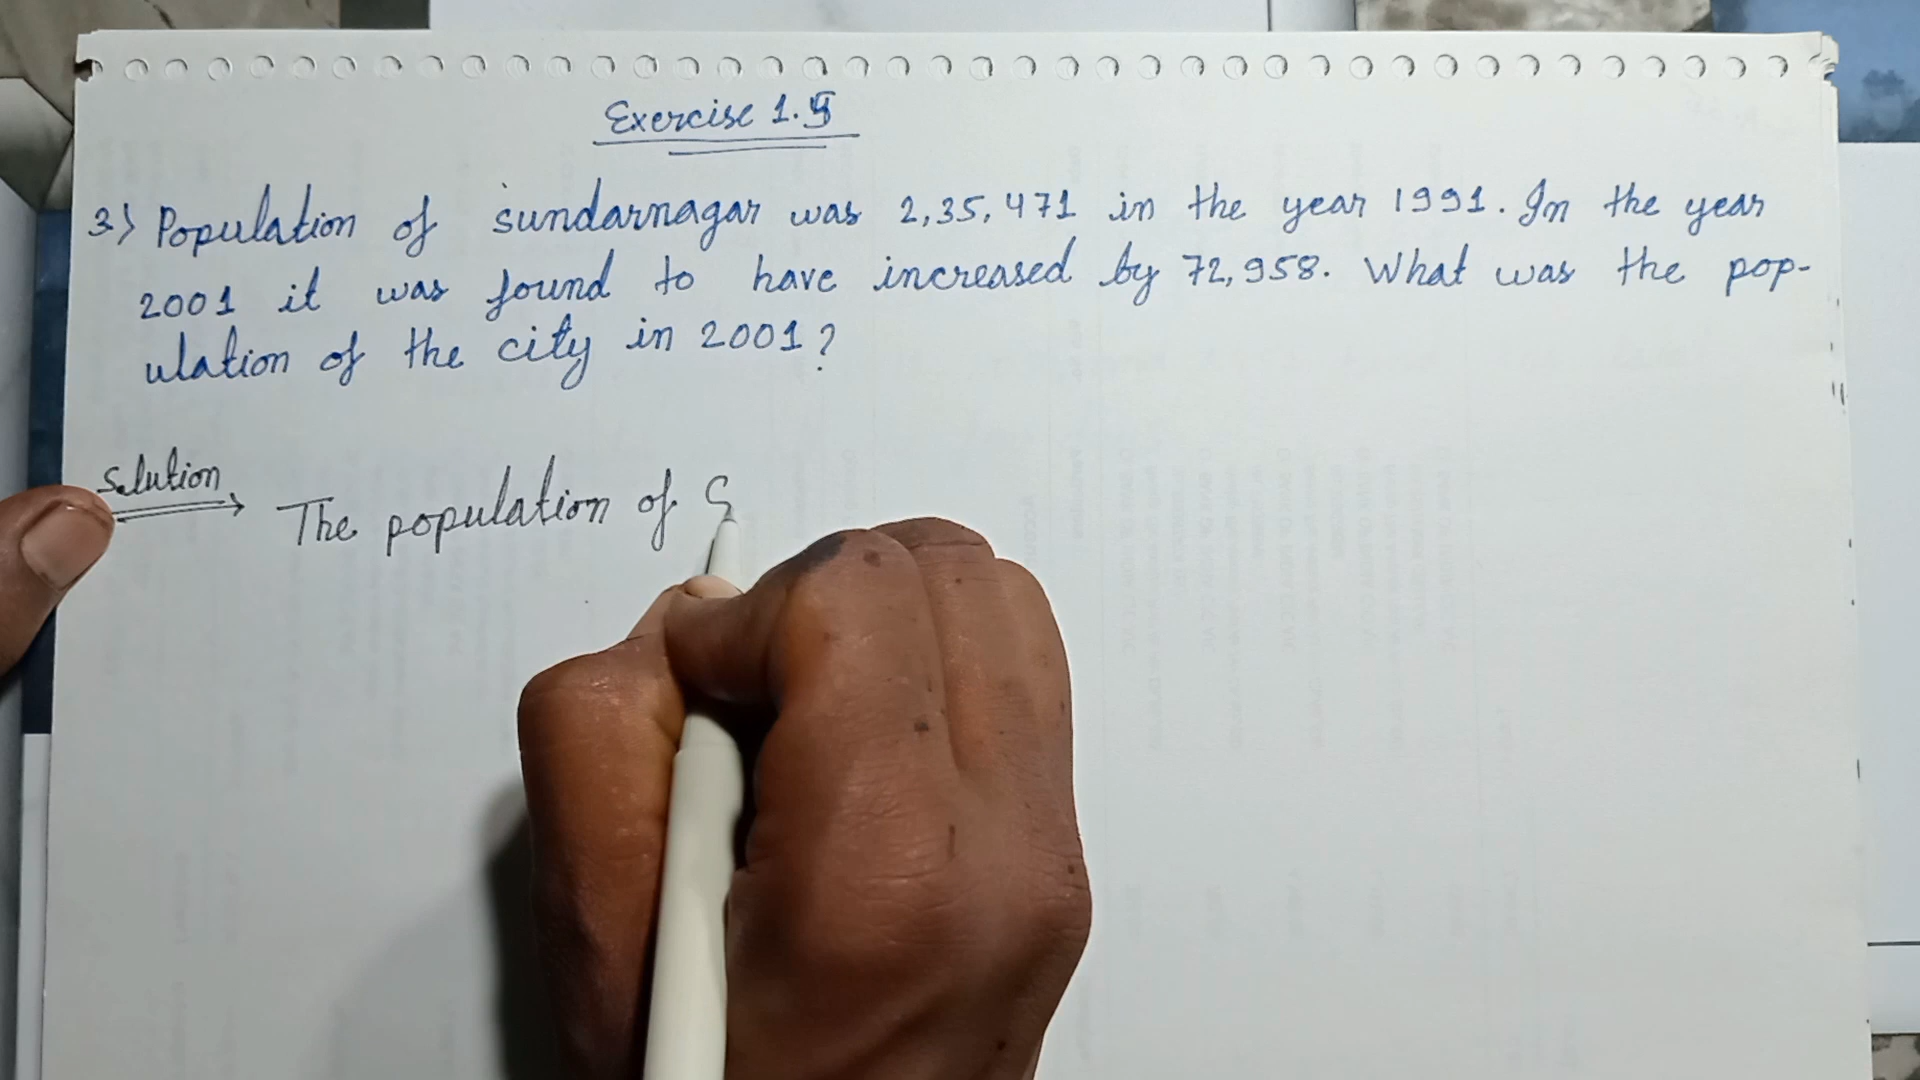 Exercise 1.5
3) Population of sundarnagar was 2,35,471 in the year 1991. In the year
2001 it was found to have increased by 72,958. What was the pop-
ulation of the city in 2001?
Solution
The population of S